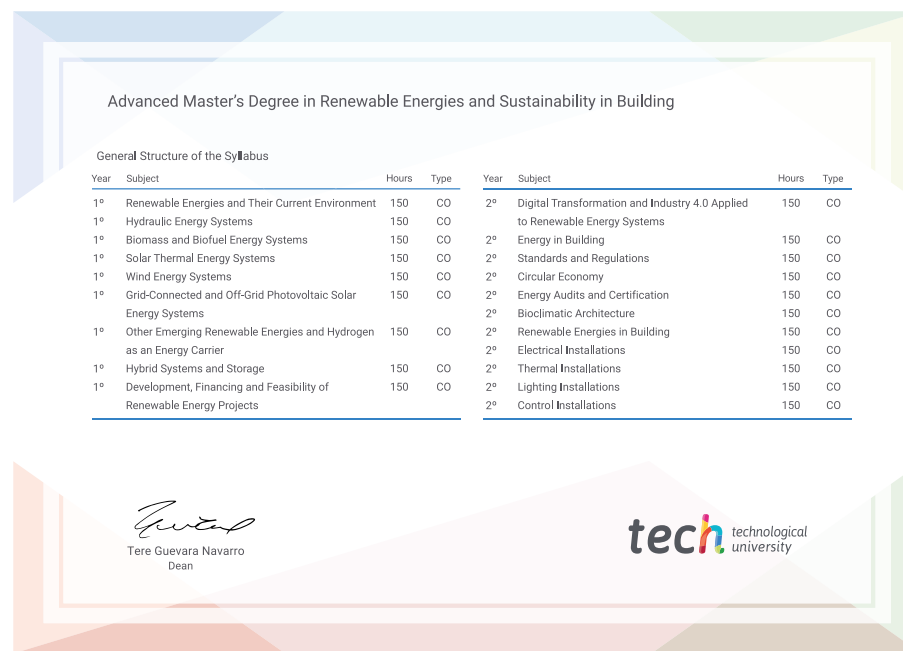 Advanced Master's Degree in Renewable Energies and Sustainability in Building
General Structure of the Syllabus
Year Subject Hours Type
1º Renewable Energies and Their Current Environment 150 CO
1º Hydraulic Energy Systems 150 CO
1º Biomass and Biofuel Energy Systems 150 CO
1º Solar Thermal Energy Systems 150 CO
1º Wind Energy Systems 150 CO
1º Grid-Connected and Off-Grid Photovoltaic Solar 150 CO
Energy Systems
1º Other Emerging Renewable Energies and Hydrogen 150 CO
as an Energy Carrier
1º Hybrid Systems and Storage 150 CO
1º Development, Financing and Feasibility of 150 CO
Renewable Energy Projects
Year Subject Hours Type
2º Digital Transformation and Industry 4.0 Applied 150 CO
to Renewable Energy Systems
2º Energy in Building 150 CO
2º Standards and Regulations 150 CO
2º Circular Economy 150 CO
2º Energy Audits and Certification 150 CO
2º Bioclimatic Architecture 150 CO
2º Renewable Energies in Building 150 CO
2º Electrical Installations 150 CO
2º Thermal Installations 150 CO
2º Lighting Installations 150 CO
2º Control Installations 150 CO
Tere Guevara Navarro
Dean
tech technological
university